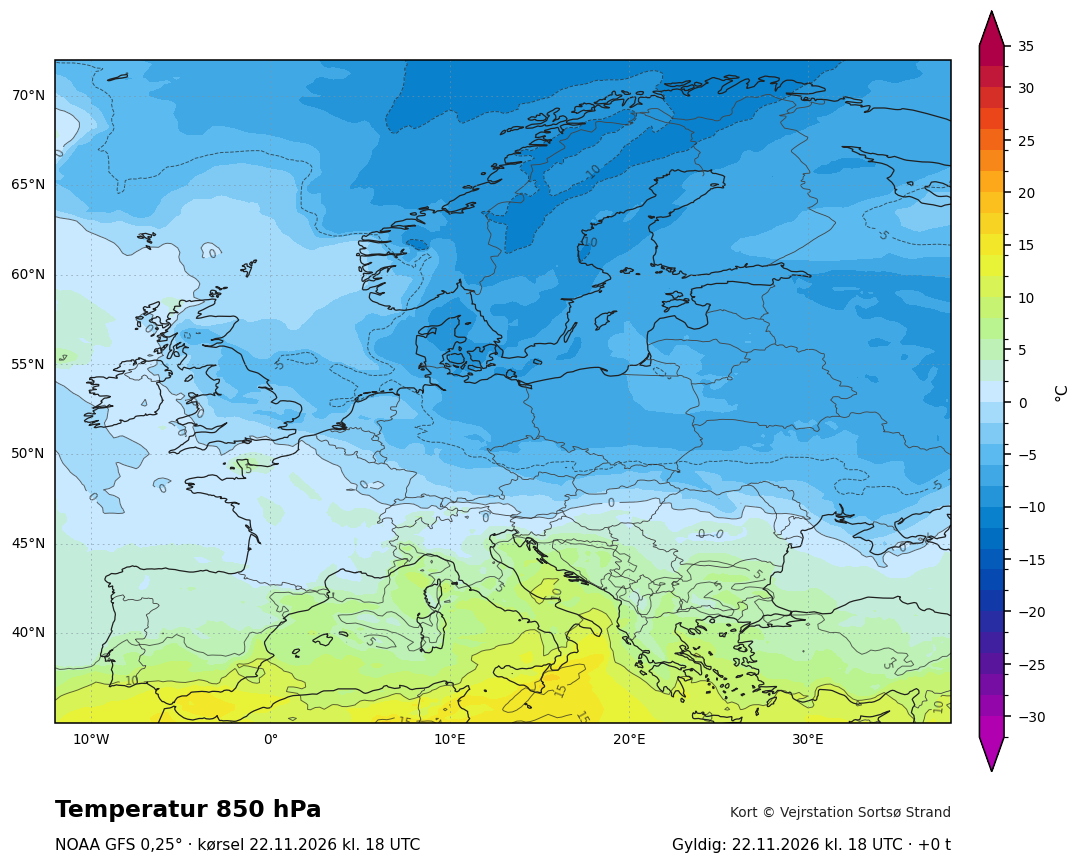 70°N
65°N
60°N
55°N
50°N
45°N
40°N
10°W
0°
10°E
20°E
30°E
35
30
25
20
15
10
5
0
−5
−10
−15
−20
−25
−30
°C
Temperatur 850 hPa
Kort © Vejrstation Sortsø Strand
NOAA GFS 0,25° · kørsel 22.11.2026 kl. 18 UTC
Gyldig: 22.11.2026 kl. 18 UTC · +0 t